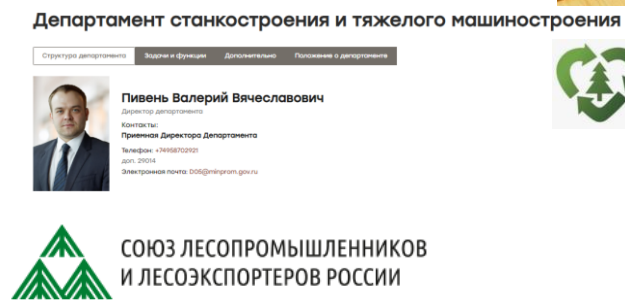 Департамент станкостроения и тяжелого машиностроения
Структура департамента Задачи и функции Дополнительно Положение о департаменте
Пивень Валерий Вячеславович
Директор департамента
Контакты:
Приемная Директора Департамента
Телефон: +74958702921
доп. 29014
Электронная почта: D05@minprom.gov.ru
СОЮЗ ЛЕСОПРОМЫШЛЕННИКОВ
И ЛЕСОЭКСПОРТЕРОВ РОССИИ